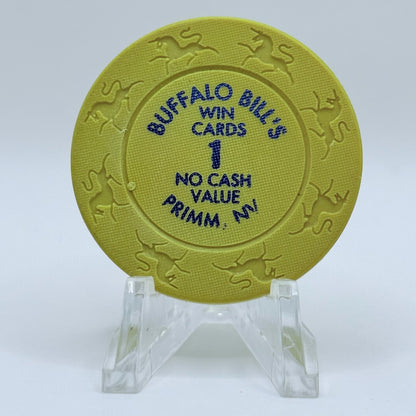 BUFFALO BILL'S
WIN
CARDS
1
NO CASH
VALUE
PRIMM, NV